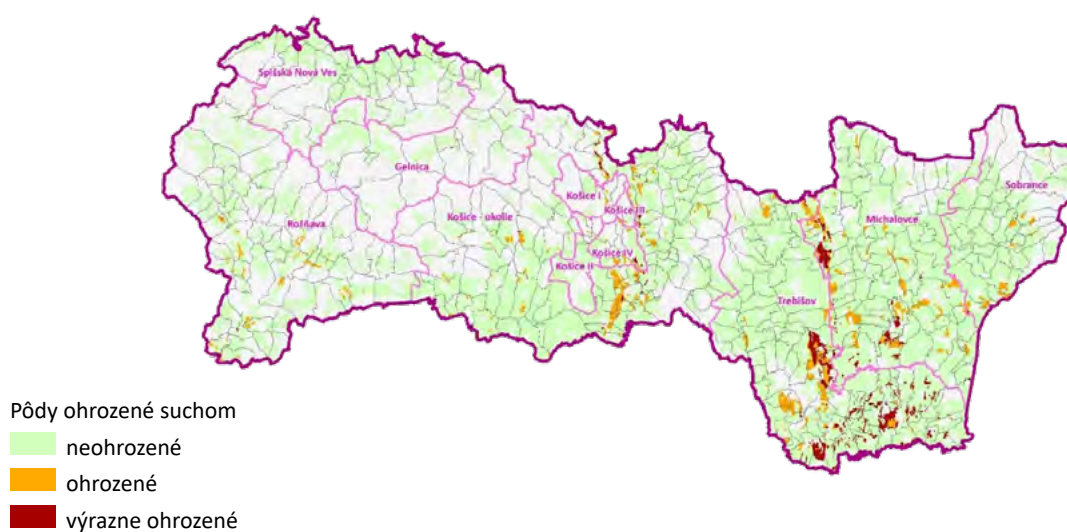 Spišská Nová Ves
Gelnica
Rožňava
Košice - okolie
Košice I
Košice III
Košice IV
Košice II
Trebišov
Michalovce
Sobrance
Pôdy ohrozené suchom
neohrozené
ohrozené
výrazne ohrozené